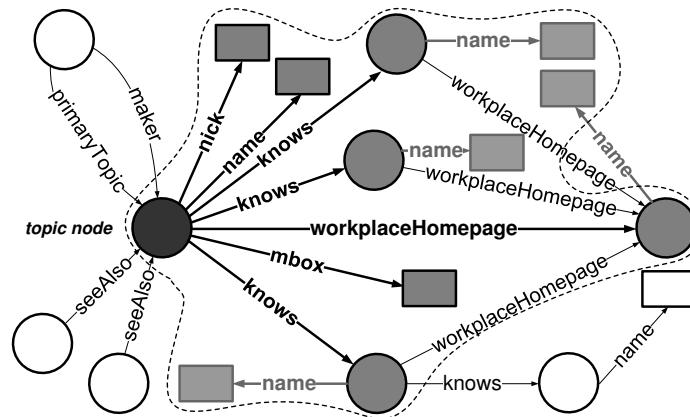 name
primaryTopic
maker
nick
name
knows
workplaceHomepage
name
knows
name
workplaceHomepage
topic node
workplaceHomepage
mbox
seeAlso
seeAlso
knows
workplaceHomepage
name
name
knows